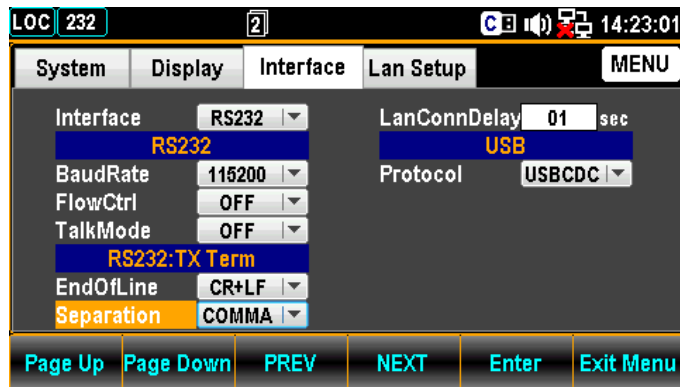 LOC 232 2 C 14:23:01
System Display Interface Lan Setup MENU
Interface RS232 LanConnDelay 01 sec
RS232 USB
BaudRate 115200 Protocol USBCDC
FlowCtrl OFF
TalkMode OFF
RS232:TX Term
EndOfLine CR+LF
Separation COMMA
Page Up Page Down PREV NEXT Enter Exit Menu